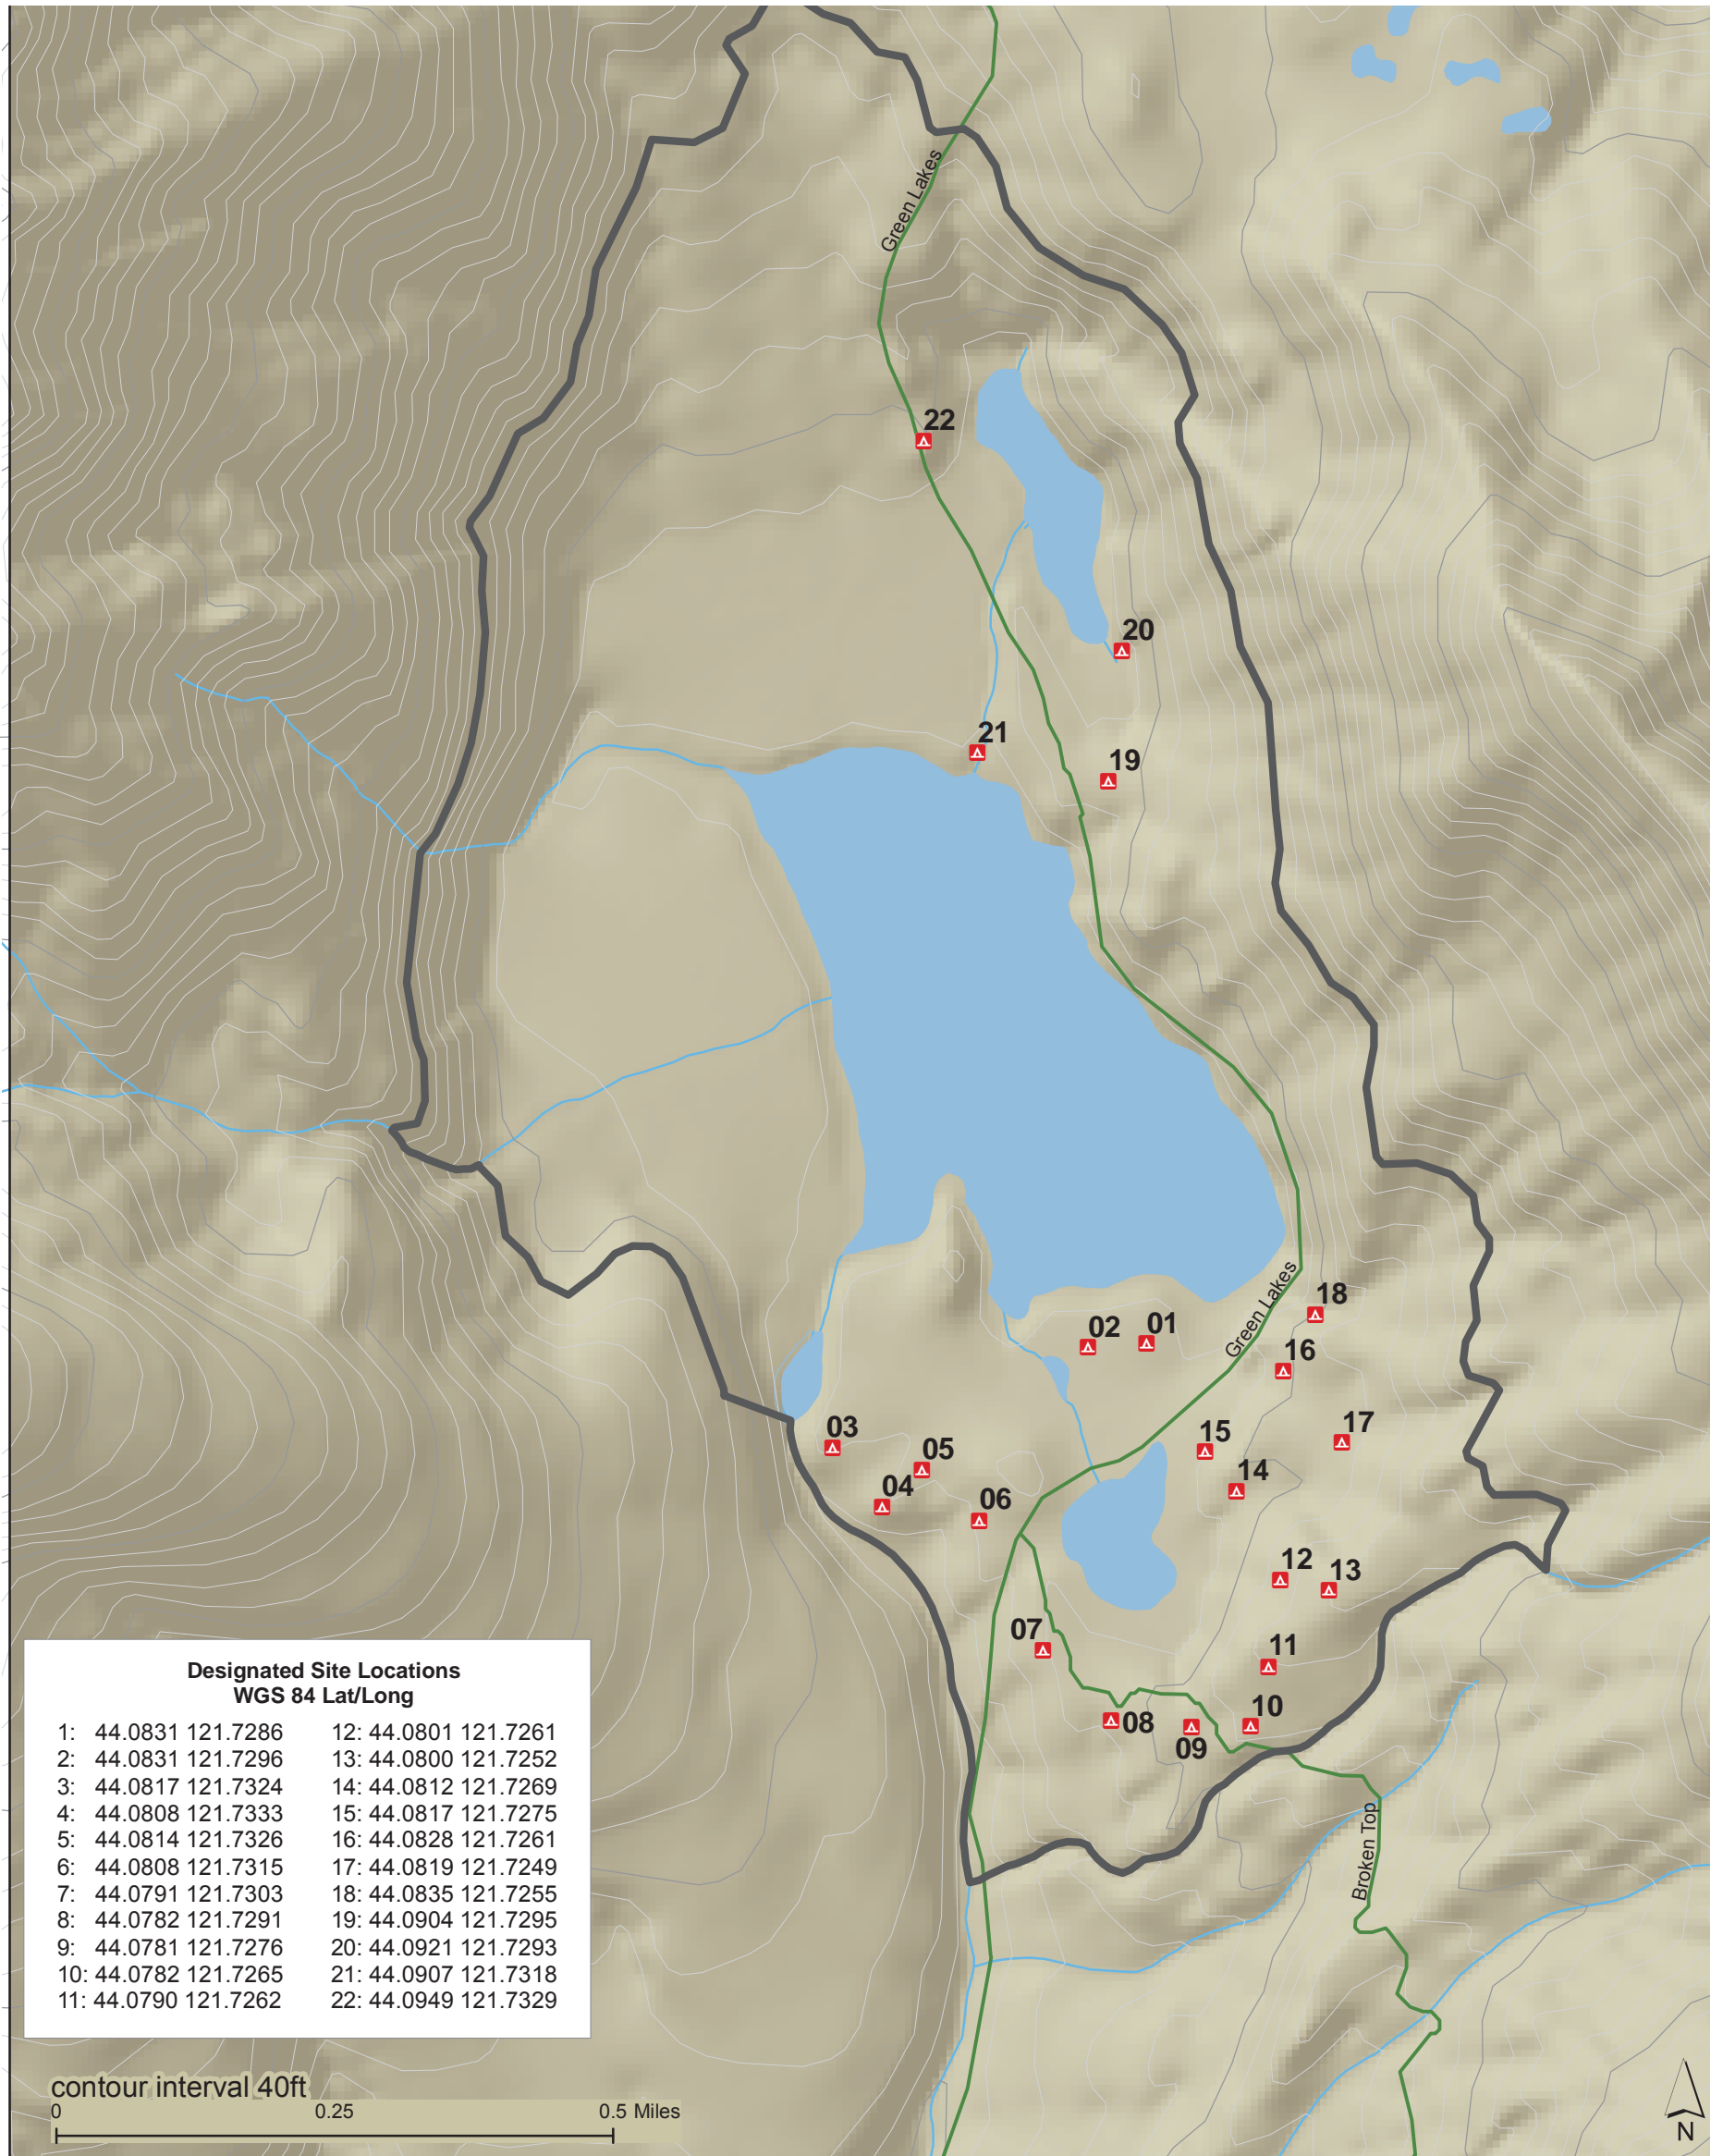 Green Lakes
22
20
21
19
18
02
01
16
17
03
15
05
14
04
06
Green Lakes
12
13
07
11
08
09
10
Broken Top
Designated Site Locations
WGS 84 Lat/Long
1: 44.0831 121.7286
2: 44.0831 121.7296
3: 44.0817 121.7324
4: 44.0808 121.7333
5: 44.0814 121.7326
6: 44.0808 121.7315
7: 44.0791 121.7303
8: 44.0782 121.7291
9: 44.0781 121.7276
10: 44.0782 121.7265
11: 44.0790 121.7262
12: 44.0801 121.7261
13: 44.0800 121.7252
14: 44.0812 121.7269
15: 44.0817 121.7275
16: 44.0828 121.7261
17: 44.0819 121.7249
18: 44.0835 121.7255
19: 44.0904 121.7295
20: 44.0921 121.7293
21: 44.0907 121.7318
22: 44.0949 121.7329
contour interval 40ft
0 0.25 0.5 Miles
N